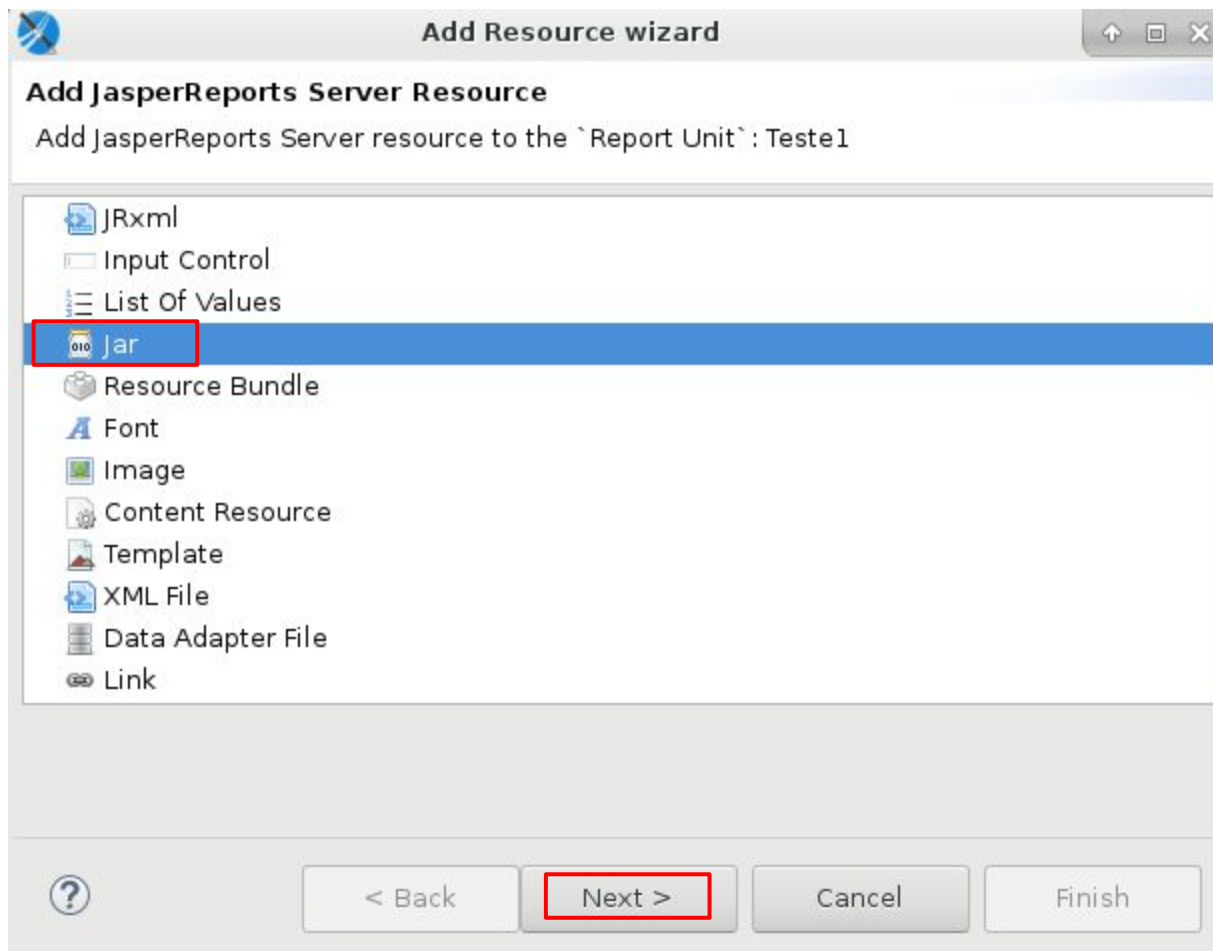 Add Resource wizard
Add JasperReports Server Resource
Add JasperReports Server resource to the `Report Unit`: Teste1
JRxml
Input Control
List Of Values
Jar
Resource Bundle
Font
Image
Content Resource
Template
XML File
Data Adapter File
Link
? < Back Next > Cancel Finish